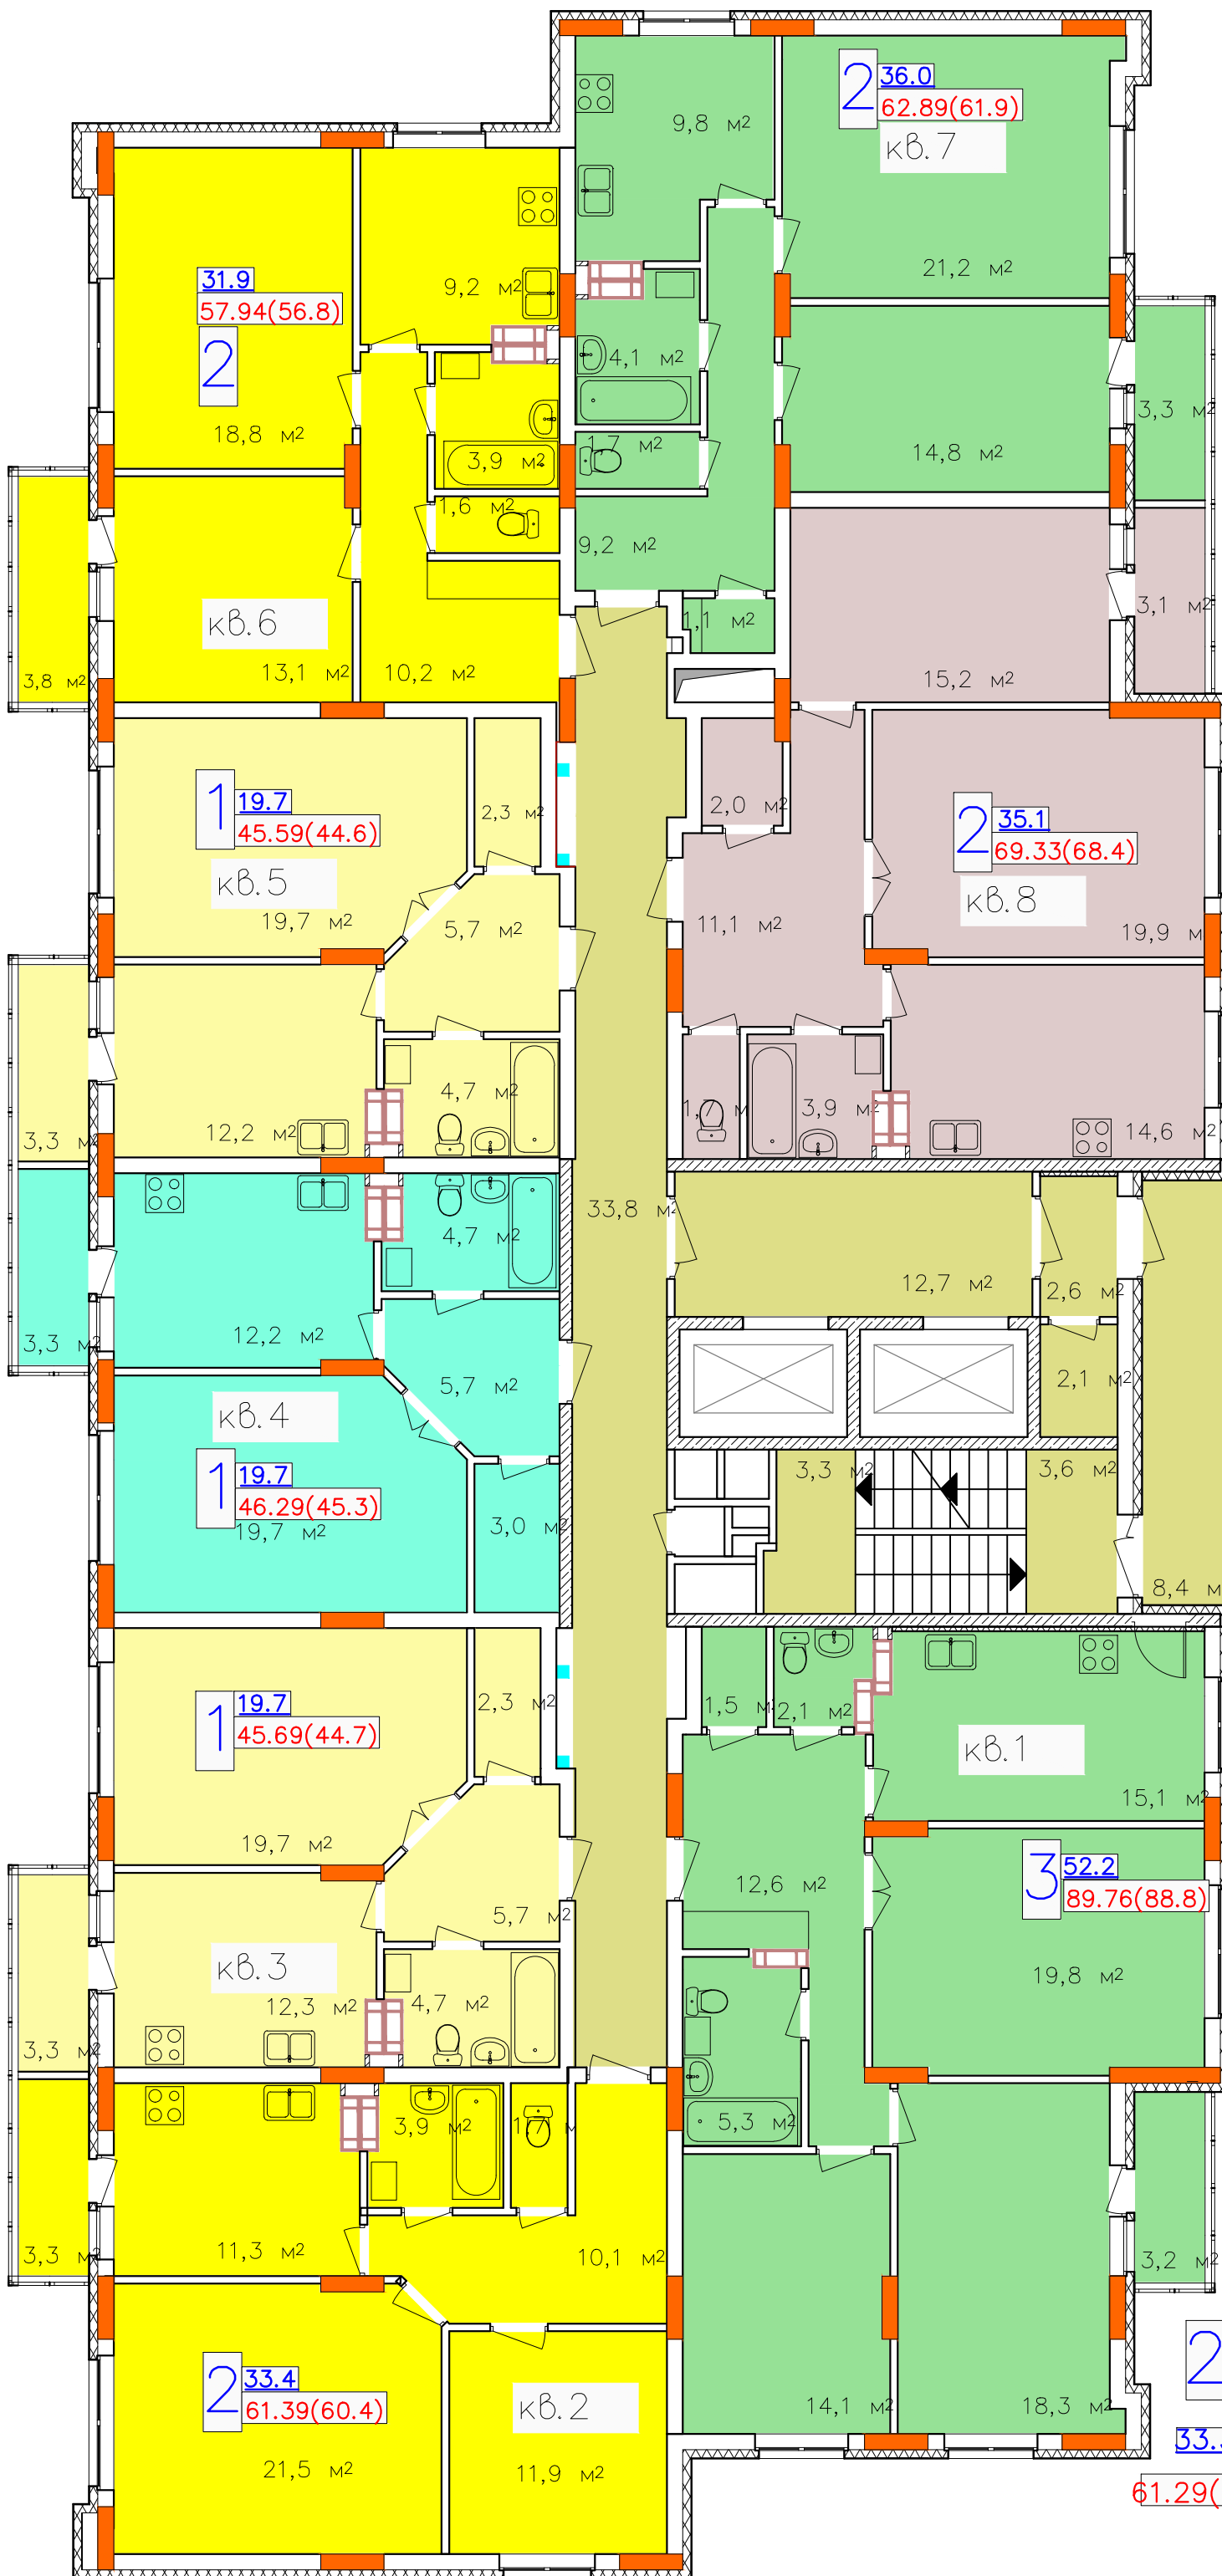 2 36.0
62.89(61.9)
кв.7
9,8 м²
21,2 м²
4,1 м²
1,7 м²
14,8 м²
3,3 м²
9,2 м²
1,1 м²
31.9
57.94(56.8)
2
9,2 м²
18,8 м²
3,9 м²
1,6 м²
кв.6
13,1 м²
10,2 м²
3,8 м²
3,1 м²
15,2 м²
1 19.7
45.59(44.6)
кв.5
19,7 м²
2,3 м²
5,7 м²
4,7 м²
12,2 м²
3,3 м²
2,0 м²
2 35.1
69.33(68.4)
кв.8
11,1 м²
19,9 м
1,7 м
3,9 м²
14,6 м²
33,8 м²
12,7 м²
2,6 м²
2,1 м²
3,3 м²
3,6 м²
8,4 м
4,7 м²
12,2 м²
3,3 м²
5,7 м²
кв.4
1 19.7
46.29(45.3)
19,7 м²
3,0 м²
1 19.7
45.69(44.7)
2,3 м²
19,7 м²
5,7 м²
кв.3
12,3 м²
4,7 м²
3,3 м²
1,5 м²
2,1 м²
кв.1
15,1 м²
3 52.2
89.76(88.8)
12,6 м²
19,8 м²
5,3 м²
3,2 м²
14,1 м²
18,3 м²
3,9 м²
1,7 м
11,3 м²
3,3 м²
10,1 м²
2 33.4
61.39(60.4)
кв.2
21,5 м²
11,9 м²
2
33.
61.29(